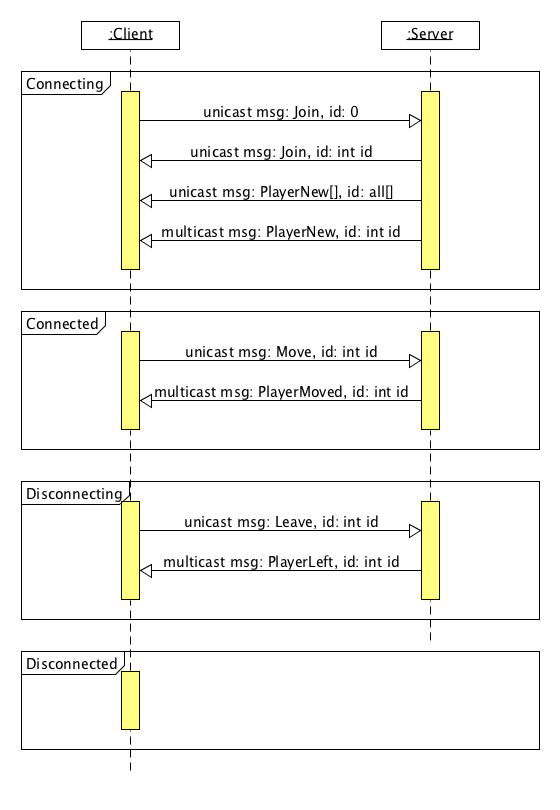 :Client
:Server
Connecting
unicast msg: Join, id: 0
unicast msg: Join, id: int id
unicast msg: PlayerNew[], id: all[]
multicast msg: PlayerNew, id: int id
Connected
unicast msg: Move, id: int id
multicast msg: PlayerMoved, id: int id
Disconnecting
unicast msg: Leave, id: int id
multicast msg: PlayerLeft, id: int id
Disconnected